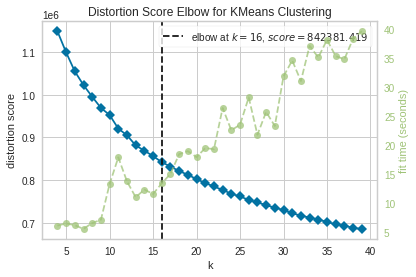 Distortion Score Elbow for KMeans Clustering
1e6
elbow at k = 16, score = 842381.419
1.1
1.0
0.9
0.8
0.7
distortion score
40
35
30
25
20
15
10
5
fit time (seconds)
5 10 15 20 25 30 35 40
k